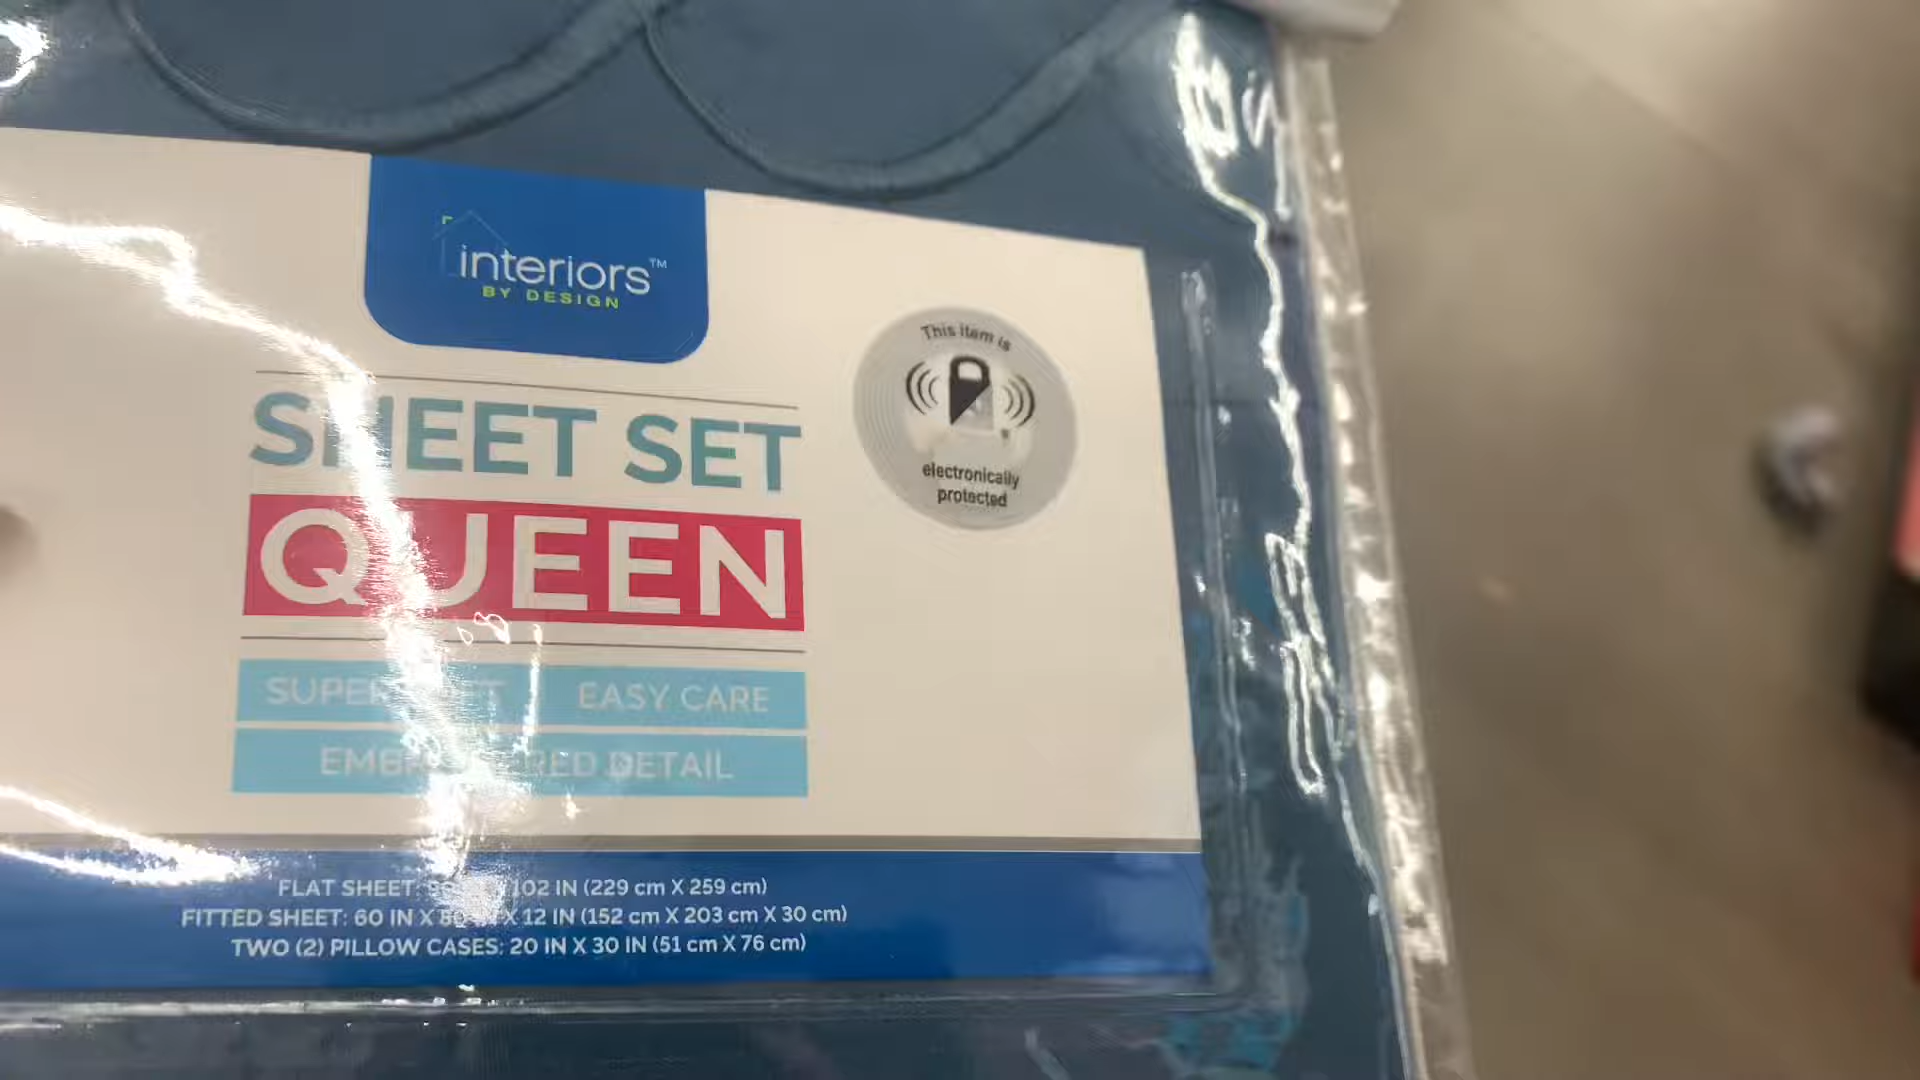 interiors™
BY DESIGN
This item is
electronically
protected
SHEET SET
QUEEN
SUPER
EASY CARE
DETAIL
FLAT SHEET: 102 IN (229 cm X 259 cm)
FITTED SHEET: 60 IN X X 12 IN (152 cm X 203 cm X 30 cm)
TWO (2) PILLOW CASES: 20 IN X 30 IN (51 cm X 76 cm)